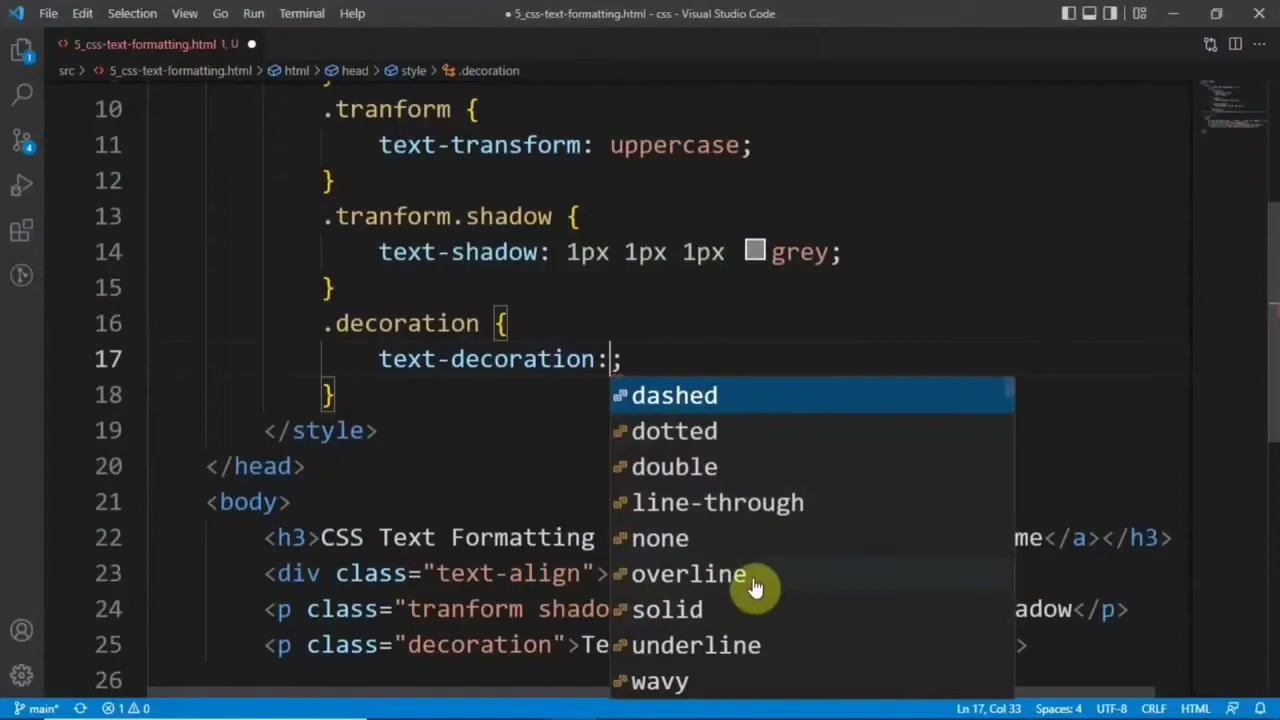 File Edit Selection View Go Run Terminal Help
● 5_css-text-formatting.html - css - Visual Studio Code
<> 5_css-text-formatting.html 1, U ●
src > <> 5_css-text-formatting.html > html > head > style > .decoration
10 .tranform {
11 text-transform: uppercase;
12 }
13 .tranform.shadow {
14 text-shadow: 1px 1px 1px grey;
15 }
16 .decoration {
17 text-decoration:;
18 }
dashed
dotted
double
line-through
none
overline
solid
underline
wavy
19 </style>
20 </head>
21 <body>
22 <h3>CSS Text Formatting me</a></h3>
23 <div class="text-align">
24 <p class="tranform shado adow</p>
25 <p class="decoration">Te >
26
1
4
main* 1 0
Ln 17, Col 33 Spaces: 4 UTF-8 CRLF HTML